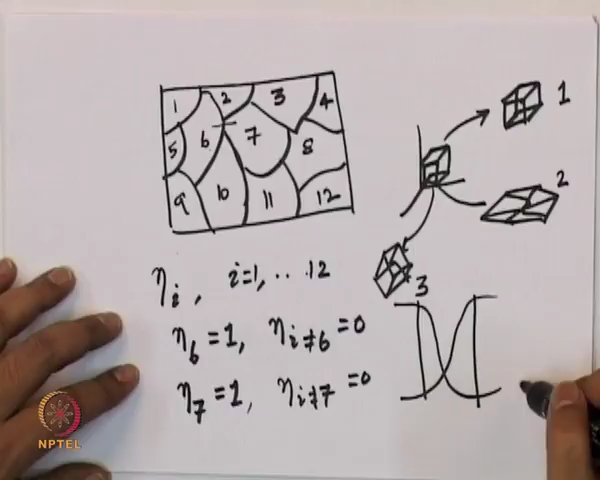 1 2 3 4
5 6 7 8
9 10 11 12
1
2
3
ηi, i=1, ..12
η6 = 1, ηi≠6 = 0
η7 = 1, ηi≠7 = 0
NPTEL